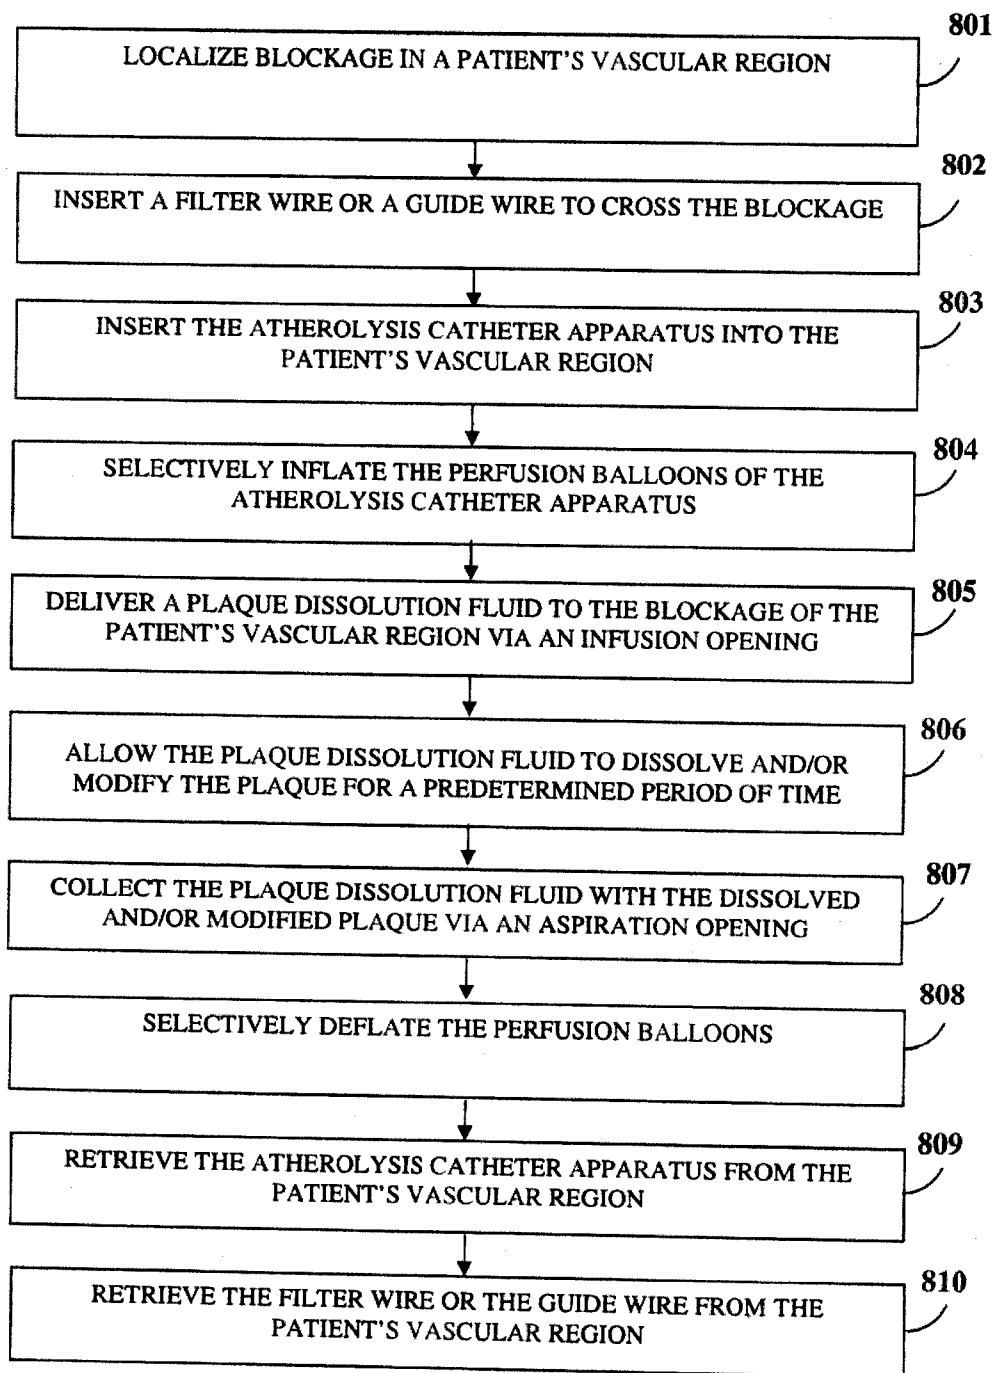 801
LOCALIZE BLOCKAGE IN A PATIENT'S VASCULAR REGION
802
INSERT A FILTER WIRE OR A GUIDE WIRE TO CROSS THE BLOCKAGE
803
INSERT THE ATHEROLYSIS CATHETER APPARATUS INTO THE
PATIENT'S VASCULAR REGION
804
SELECTIVELY INFLATE THE PERFUSION BALLOONS OF THE
ATHEROLYSIS CATHETER APPARATUS
805
DELIVER A PLAQUE DISSOLUTION FLUID TO THE BLOCKAGE OF THE
PATIENT'S VASCULAR REGION VIA AN INFUSION OPENING
806
ALLOW THE PLAQUE DISSOLUTION FLUID TO DISSOLVE AND/OR
MODIFY THE PLAQUE FOR A PREDETERMINED PERIOD OF TIME
807
COLLECT THE PLAQUE DISSOLUTION FLUID WITH THE DISSOLVED
AND/OR MODIFIED PLAQUE VIA AN ASPIRATION OPENING
808
SELECTIVELY DEFLATE THE PERFUSION BALLOONS
809
RETRIEVE THE ATHEROLYSIS CATHETER APPARATUS FROM THE
PATIENT'S VASCULAR REGION
810
RETRIEVE THE FILTER WIRE OR THE GUIDE WIRE FROM THE
PATIENT'S VASCULAR REGION